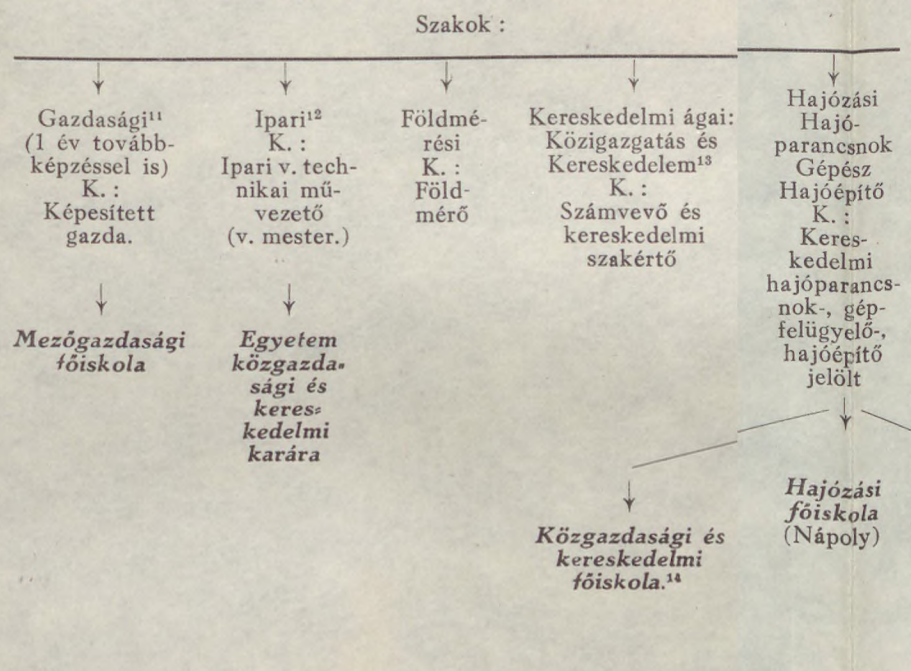 Szakok :
Gazdasági¹¹
(1 év tovább-
képzéssel is)
K. :
Képesített
gazda.
Mezőgazdasági
főiskola
Ipari¹²
K. :
Ipari v. tech-
nikai mű-
vezető
(v. mester.)
Egyetem
közgazda-
sági és
keres-
kedelmi
karára
Földmé-
rési
K. :
Föld-
mérő
Kereskedelmi ágai:
Közigazgatás és
Kereskedelem¹³
K. :
Számvevő és
kereskedelmi
szakértő
Közgazdasági és
kereskedelmi
főiskola.¹⁴
Hajózási
Hajó-
parancsnok
Gépész
Hajóépítő
K. :
Keres-
kedelmi
hajóparancs-
nok-, gép-
felügyelő-,
hajóépítő
jelölt
Hajózási
főiskola
(Nápoly)